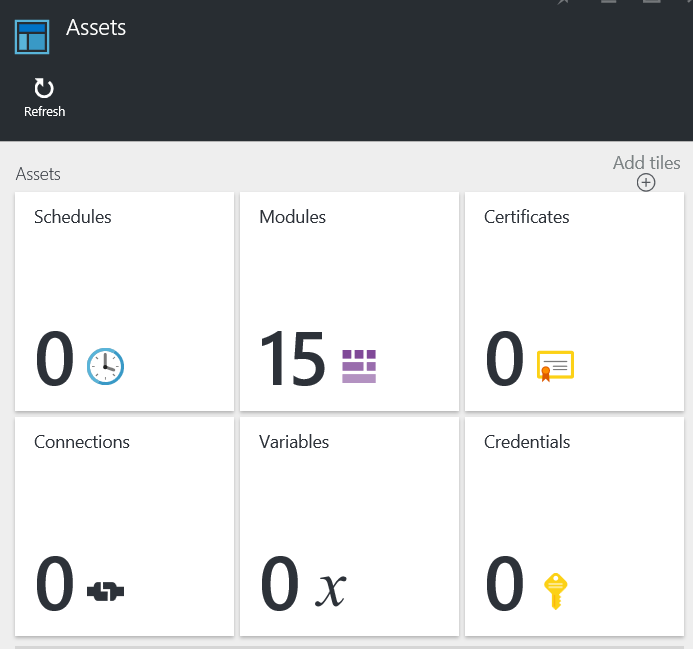 Assets
Refresh
Add tiles
Assets
Schedules
Modules
Certificates
0
15
0
Connections
Variables
Credentials
0
0 x
0